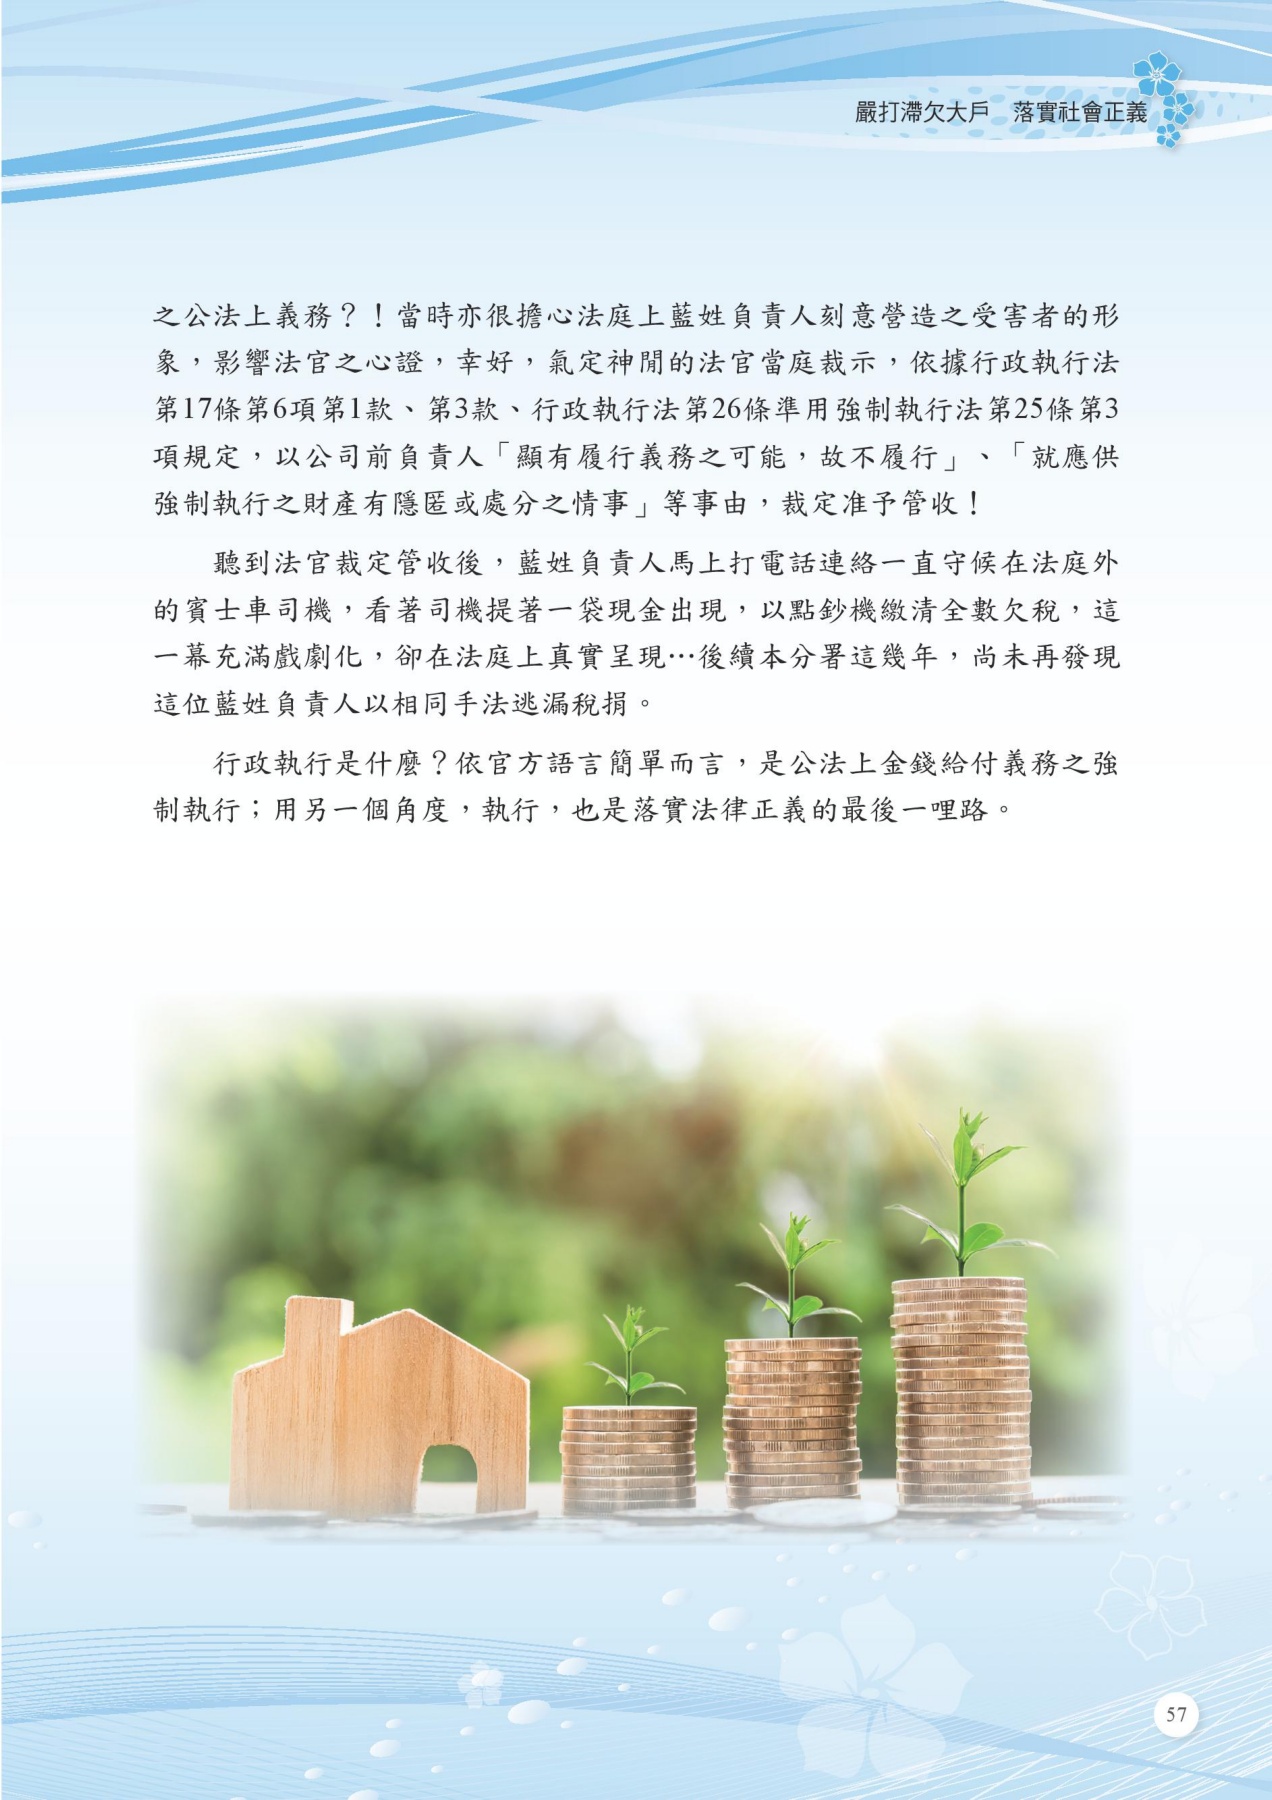 嚴打滯欠大戶　落實社會正義
之公法上義務？！當時亦很擔心法庭上藍姓負責人刻意營造之受害者的形
象，影響法官之心證，幸好，氣定神閒的法官當庭裁示，依據行政執行法
第17條第6項第1款、第3款、行政執行法第26條準用強制執行法第25條第3
項規定，以公司前負責人「顯有履行義務之可能，故不履行」、「就應供
強制執行之財產有隱匿或處分之情事」等事由，裁定准予管收！
聽到法官裁定管收後，藍姓負責人馬上打電話連絡一直守候在法庭外
的賓士車司機，看著司機提著一袋現金出現，以點鈔機繳清全數欠稅，這
一幕充滿戲劇化，卻在法庭上真實呈現…後續本分署這幾年，尚未再發現
這位藍姓負責人以相同手法逃漏稅捐。
行政執行是什麼？依官方語言簡單而言，是公法上金錢給付義務之強
制執行；用另一個角度，執行，也是落實法律正義的最後一哩路。
57